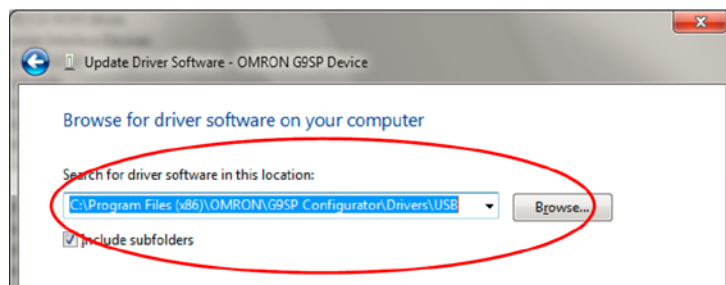 Update Driver Software - OMRON G9SP Device
Browse for driver software on your computer
Search for driver software in this location:
C:\Program Files (x86)\OMRON\G9SP Configurator\Drivers\USB
Browse...
Include subfolders